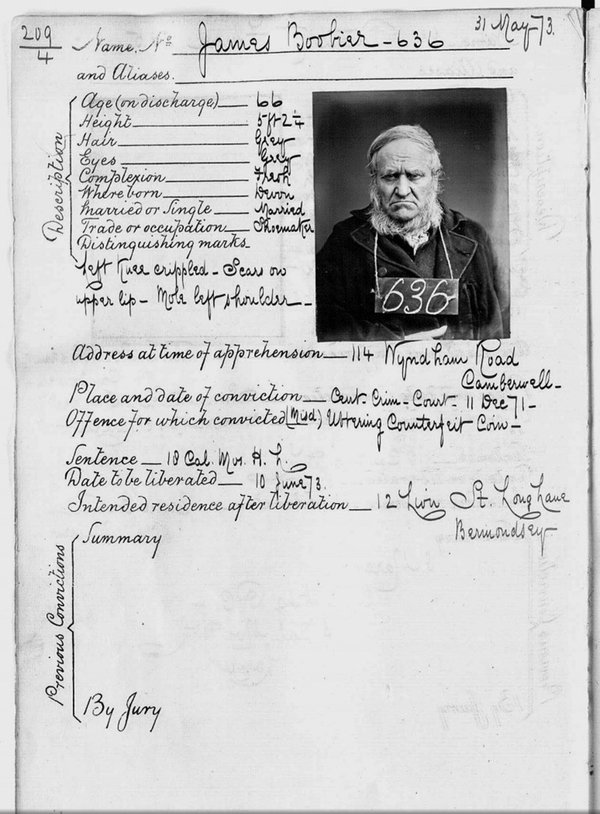 209
4
31 May 73.
Name, No James Boobier - 636
and Aliases.
Description
Age (on discharge) 66
Height 5 ft 2 1/4
Hair Grey
Eyes Grey
Complexion Fresh
Where born Devon
Married or Single Married
Trade or occupation Shoemaker
Distinguishing marks
Left Knee crippled - Scar on
upper lip - Mole left shoulder -
636
Address at time of apprehension 114 Wyndham Road
Camberwell -
Place and date of conviction Cent. Crim - Court - 11 Dec 71 -
Offence for which convicted (Misd) Uttering Counterfeit Coin -
Sentence 18 Cal. Mos. H. L.
Date to be liberated 10 June 73.
Intended residence after liberation 12 St. Long Lane
Bermondsey
Previous Convictions
Summary
By Jury